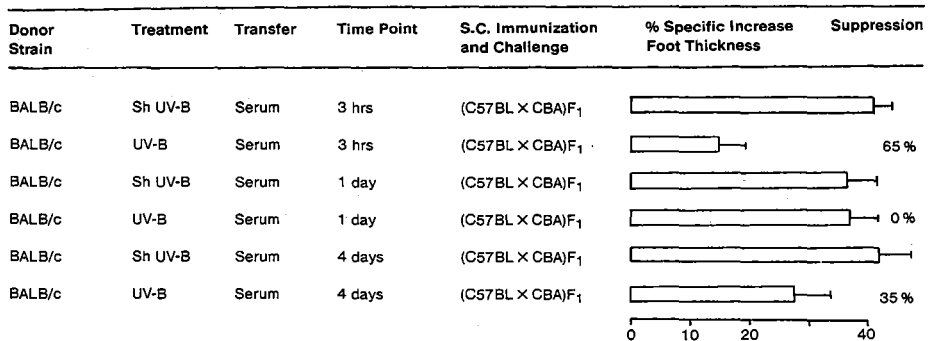 Donor Strain Treatment Transfer Time Point S.C. Immunization and Challenge % Specific Increase Foot Thickness Suppression
BALB/c Sh UV-B Serum 3 hrs (C57BL × CBA)F₁
BALB/c UV-B Serum 3 hrs (C57BL × CBA)F₁ 65 %
BALB/c Sh UV-B Serum 1 day (C57BL × CBA)F₁
BALB/c UV-B Serum 1 day (C57BL × CBA)F₁ 0 %
BALB/c Sh UV-B Serum 4 days (C57BL × CBA)F₁
BALB/c UV-B Serum 4 days (C57BL × CBA)F₁ 35 %
0 10 20 30 40